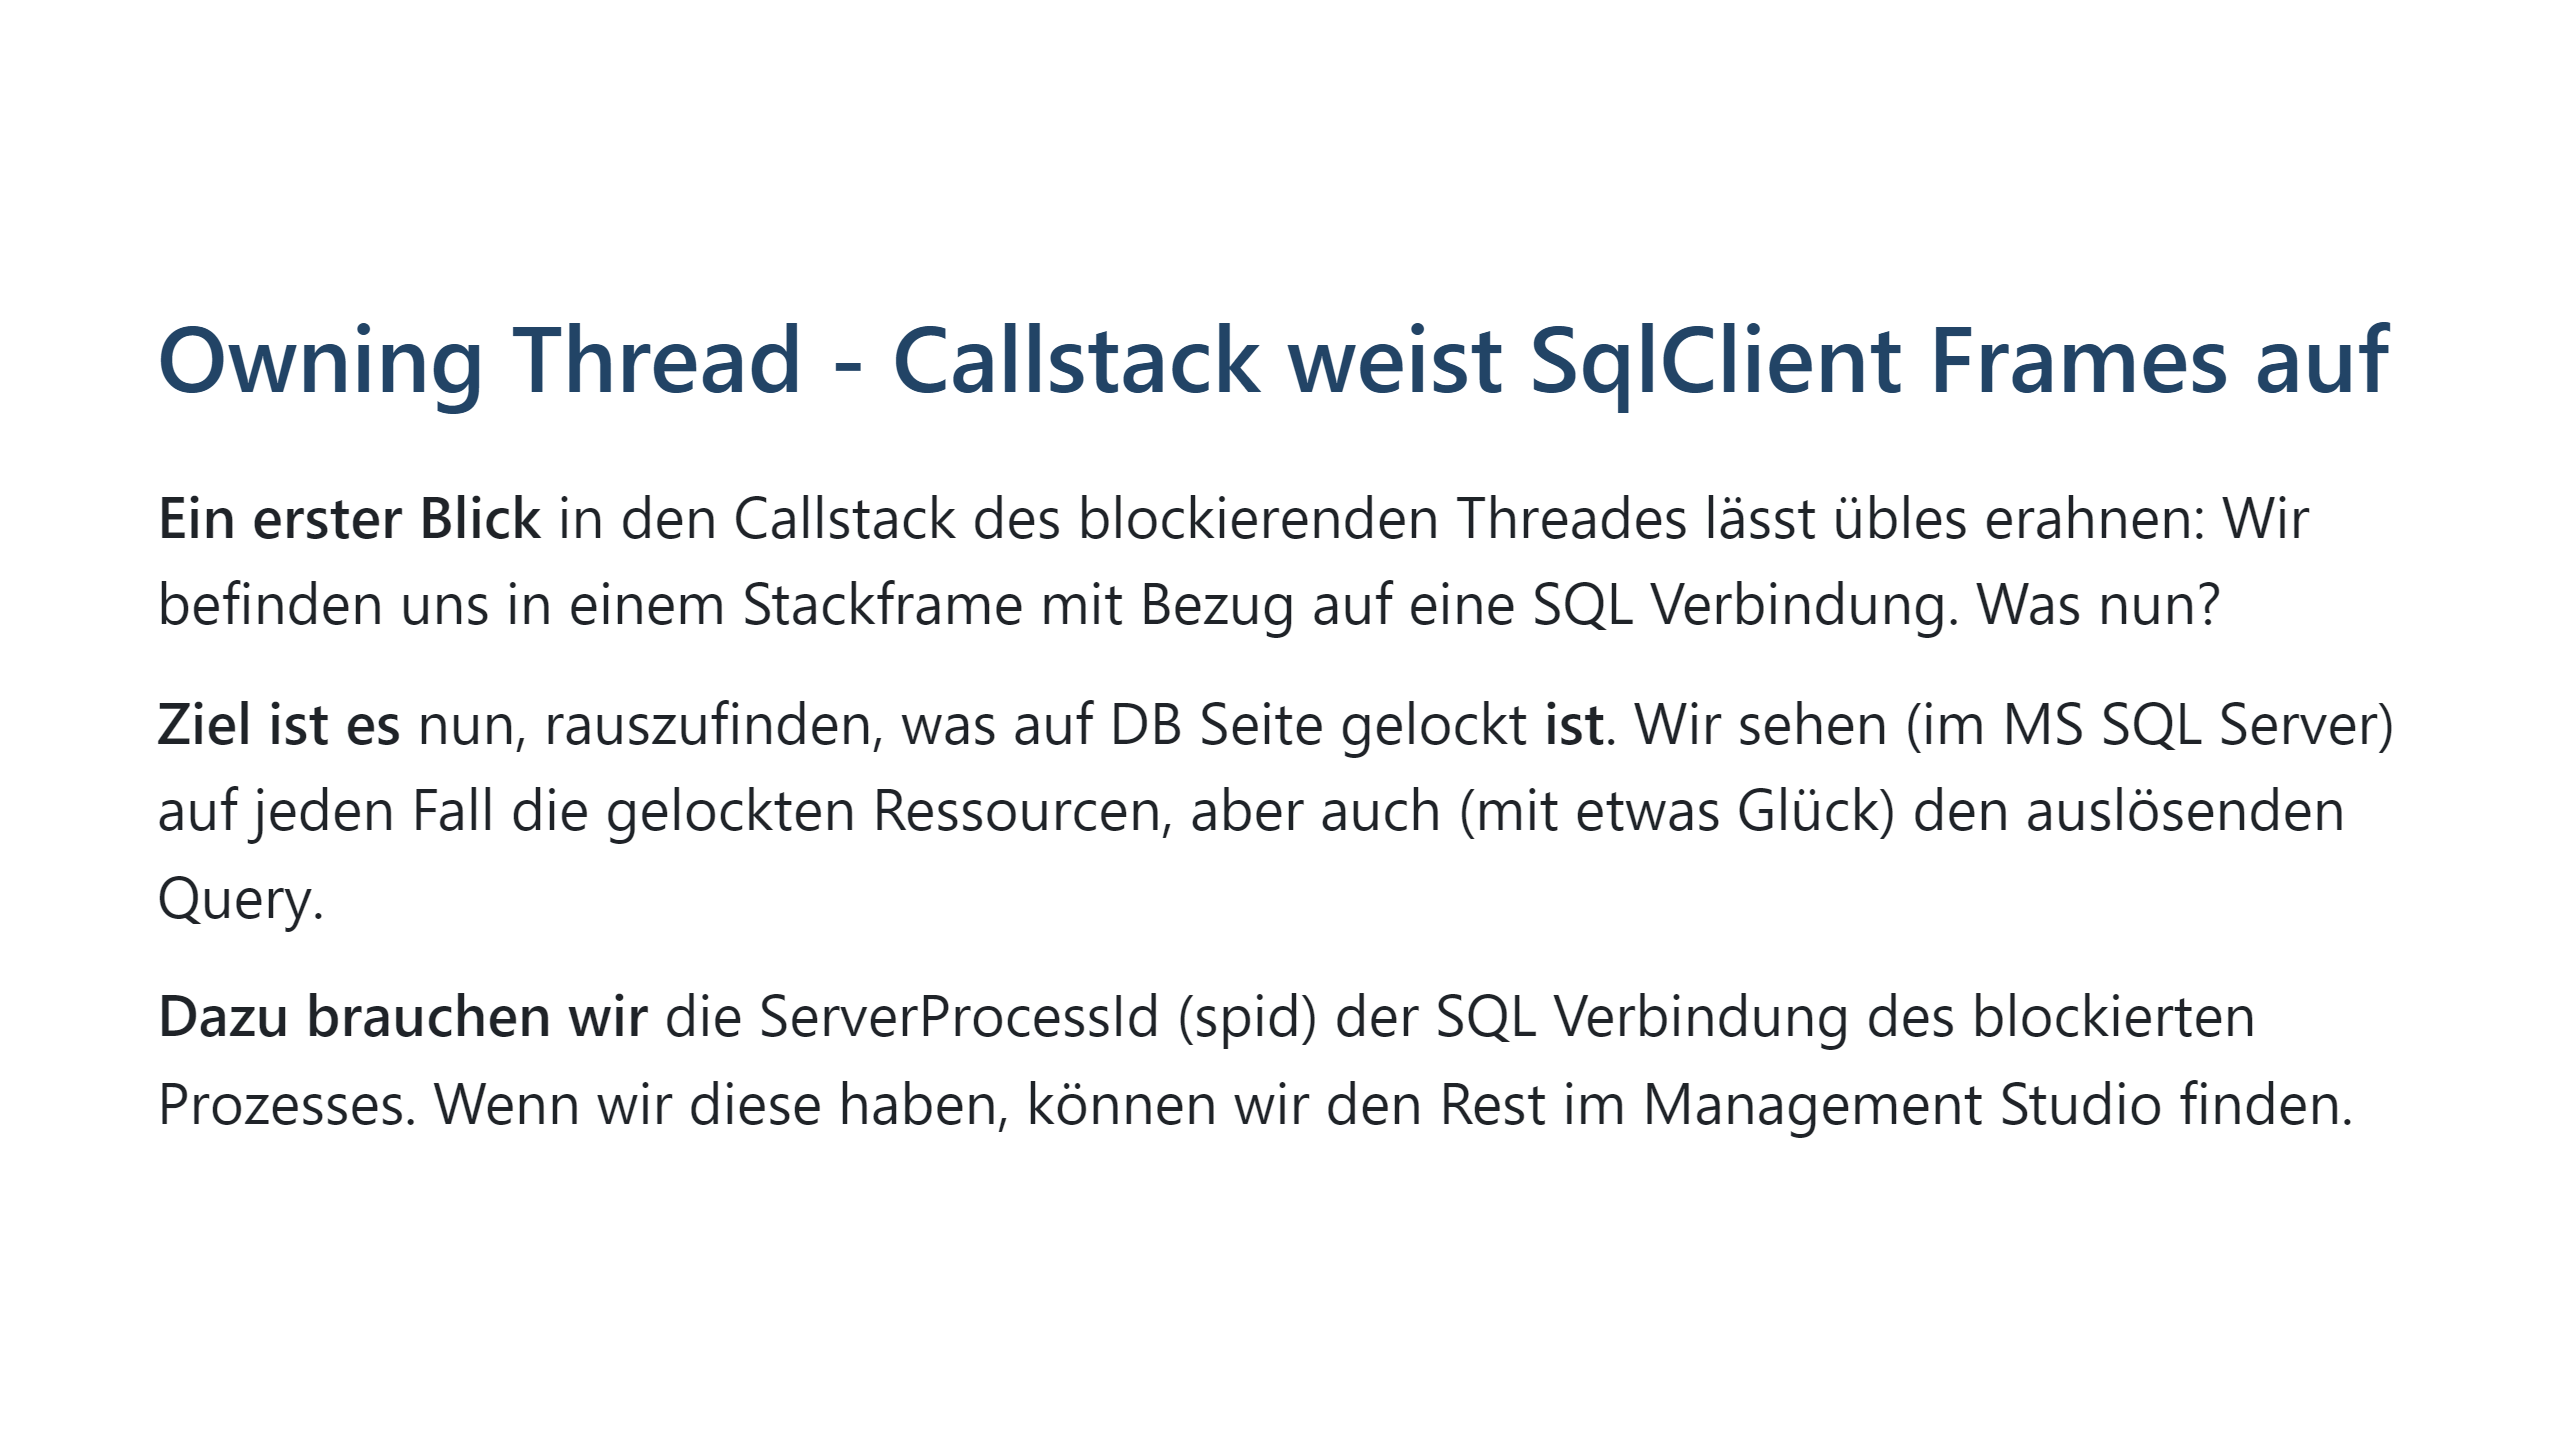 Owning Thread - Callstack weist SqlClient Frames auf
Ein erster Blick in den Callstack des blockierenden Threades lässt übles erahnen: Wir
befinden uns in einem Stackframe mit Bezug auf eine SQL Verbindung. Was nun?
Ziel ist es nun, rauszufinden, was auf DB Seite gelockt ist. Wir sehen (im MS SQL Server)
auf jeden Fall die gelockten Ressourcen, aber auch (mit etwas Glück) den auslösenden
Query.
Dazu brauchen wir die ServerProcessId (spid) der SQL Verbindung des blockierten
Prozesses. Wenn wir diese haben, können wir den Rest im Management Studio finden.